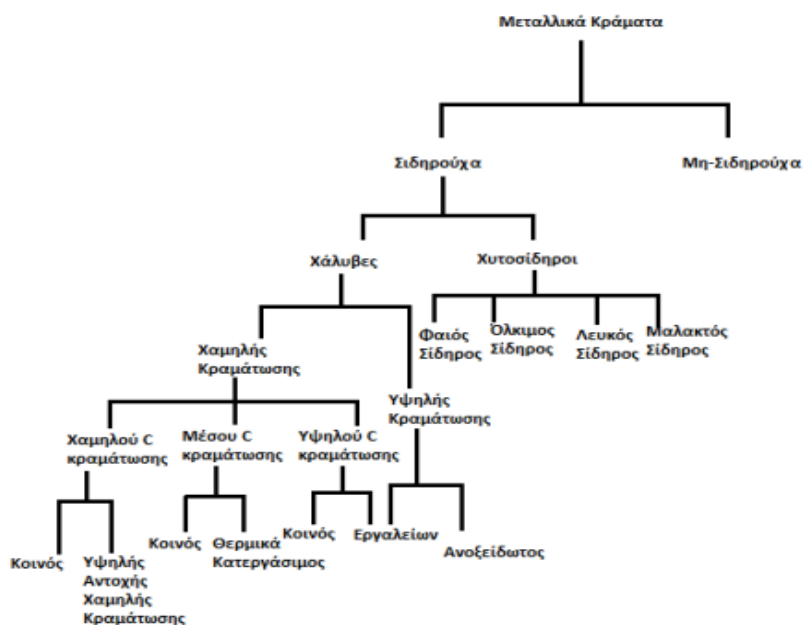 Μεταλλικά Κράματα
Σιδηρούχα
Μη-Σιδηρούχα
Χάλυβες
Χυτοσίδηροι
Φαιός
Σίδηρος
Όλκιμος
Σίδηρος
Λευκός
Σίδηρος
Μαλακτός
Σίδηρος
Χαμηλής
Κραμάτωσης
Υψηλής
Κραμάτωσης
Χαμηλού C
κραμάτωσης
Μέσου C
κραμάτωσης
Υψηλού C
κραμάτωσης
Κοινός
Υψηλής
Αντοχής
Χαμηλής
Κραμάτωσης
Κοινός
Θερμικά
Κατεργάσιμος
Κοινός
Εργαλείων
Ανοξείδωτος